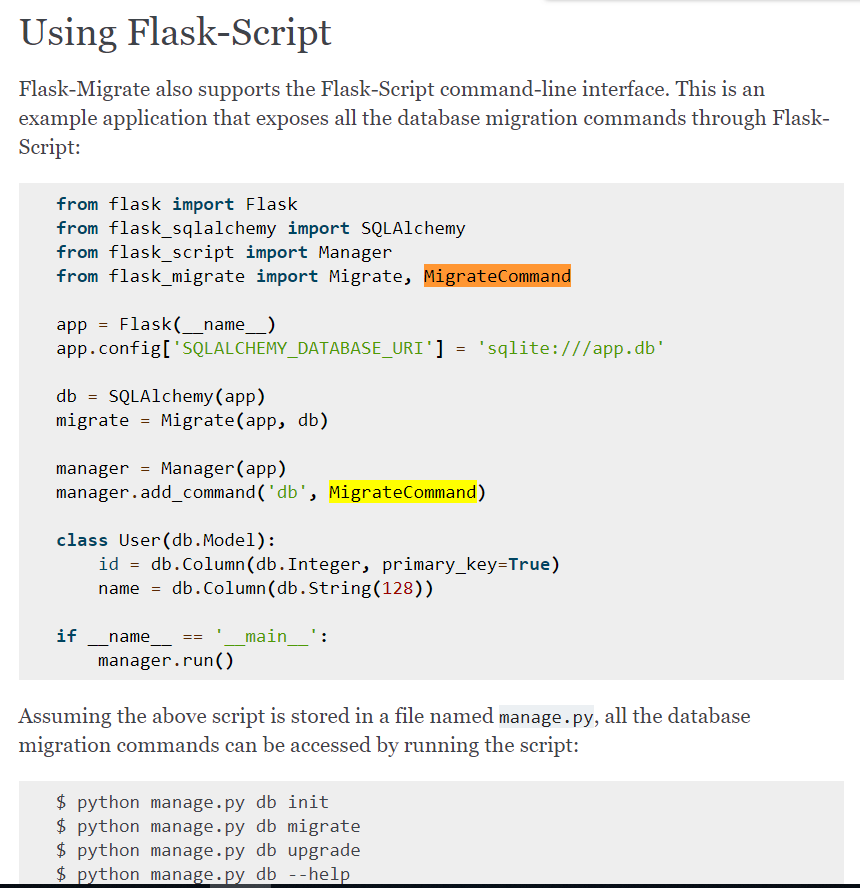 Using Flask-Script
Flask-Migrate also supports the Flask-Script command-line interface. This is an
example application that exposes all the database migration commands through Flask-
Script:
from flask import Flask
from flask_sqlalchemy import SQLAlchemy
from flask_script import Manager
from flask_migrate import Migrate, MigrateCommand
app = Flask(__name__)
app.config['SQLALCHEMY_DATABASE_URI'] = 'sqlite:///app.db'
db = SQLAlchemy(app)
migrate = Migrate(app, db)
manager = Manager(app)
manager.add_command('db', MigrateCommand)
class User(db.Model):
    id = db.Column(db.Integer, primary_key=True)
    name = db.Column(db.String(128))
if __name__ == '__main__':
    manager.run()
Assuming the above script is stored in a file named manage.py, all the database
migration commands can be accessed by running the script:
$ python manage.py db init
$ python manage.py db migrate
$ python manage.py db upgrade
$ python manage.py db --help